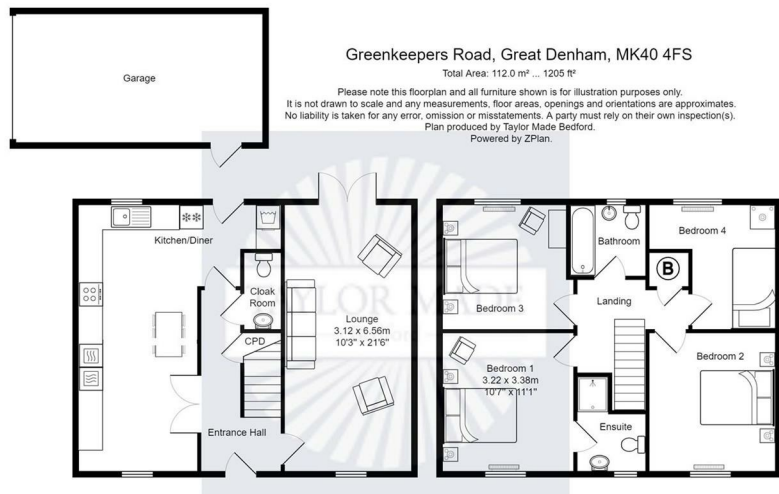 Greenkeepers Road, Great Denham, MK40 4FS
Total Area: 112.0 m² ... 1205 ft²
Please note this floorplan and all furniture shown is for illustration purposes only.
It is not drawn to scale and any measurements, floor areas, openings and orientations are approximates.
No liability is taken for any error, omission or misstatements. A party must rely on their own inspection(s).
Plan produced by Taylor Made Bedford.
Powered by ZPlan.
Garage
Kitchen/Diner
Cloak
Room
CPD
Entrance Hall
Lounge
3.12 x 6.56m
10'3" x 21'6"
TAYLOR MADE
Bedroom 3
Bathroom
Bedroom 4
B
Landing
Bedroom 1
3.22 x 3.38m
10'7" x 11'1"
Bedroom 2
Ensuite